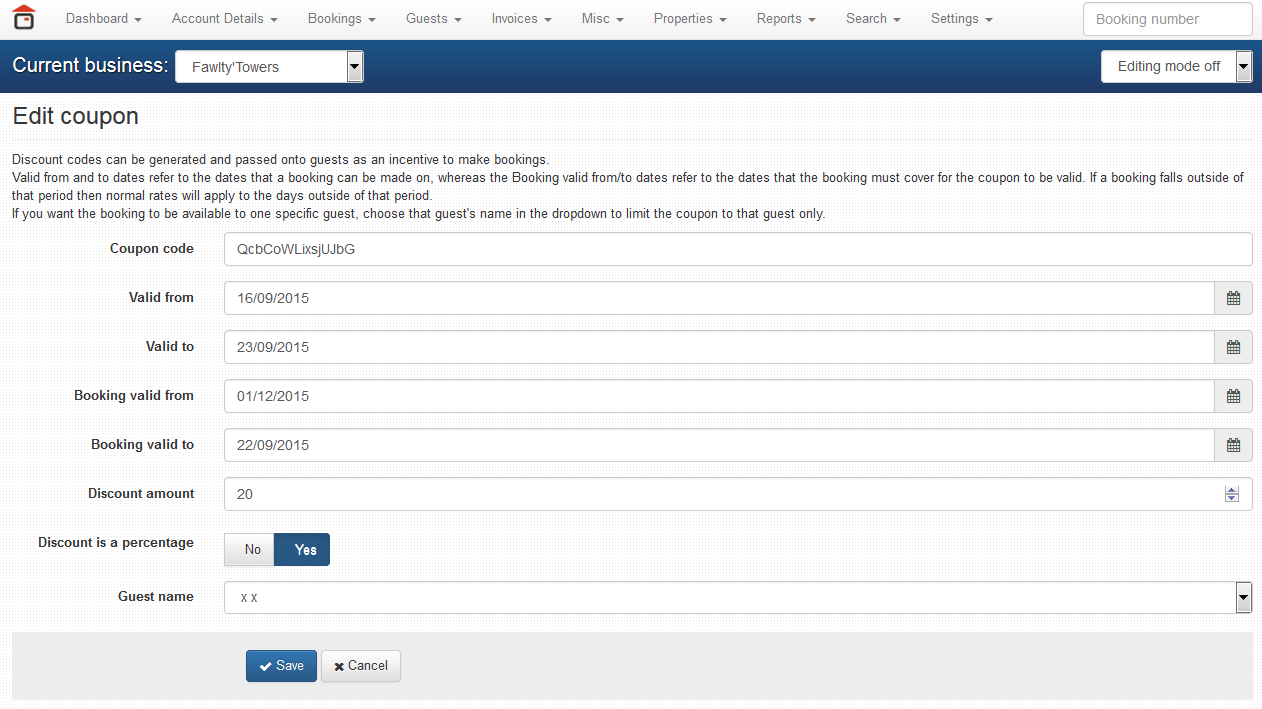 Dashboard Account Details Bookings Guests Invoices Misc Properties Reports Search Settings Booking number
Current business: Fawlty'Towers Editing mode off
Edit coupon
Discount codes can be generated and passed onto guests as an incentive to make bookings.
Valid from and to dates refer to the dates that a booking can be made on, whereas the Booking valid from/to dates refer to the dates that the booking must cover for the coupon to be valid. If a booking falls outside of
that period then normal rates will apply to the days outside of that period.
If you want the booking to be available to one specific guest, choose that guest's name in the dropdown to limit the coupon to that guest only.
Coupon code QcbCoWLixsjUJbG
Valid from 16/09/2015
Valid to 23/09/2015
Booking valid from 01/12/2015
Booking valid to 22/09/2015
Discount amount 20
Discount is a percentage No Yes
Guest name x x
Save Cancel